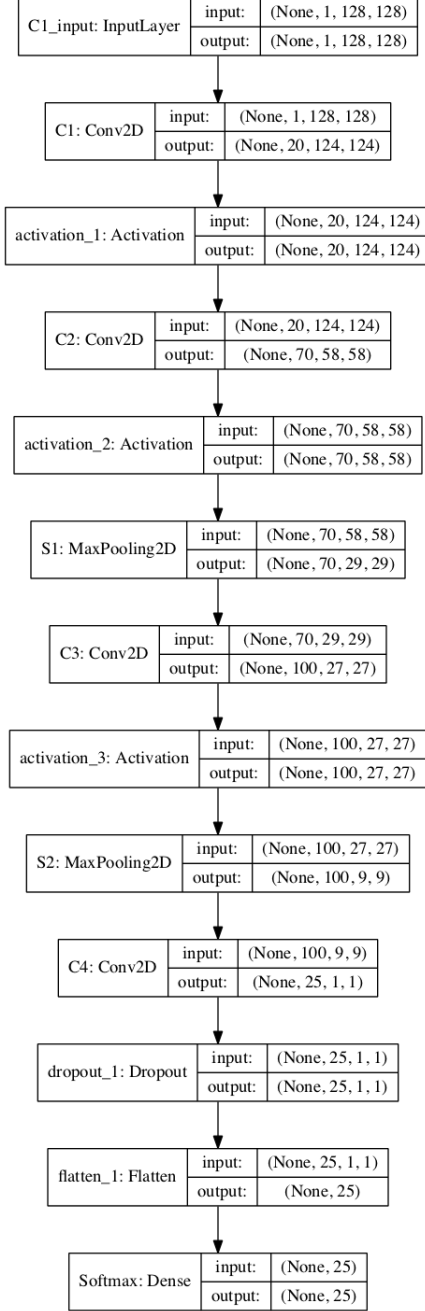 C1_input: InputLayer
input: (None, 1, 128, 128)
output: (None, 1, 128, 128)
C1: Conv2D
input: (None, 1, 128, 128)
output: (None, 20, 124, 124)
activation_1: Activation
input: (None, 20, 124, 124)
output: (None, 20, 124, 124)
C2: Conv2D
input: (None, 20, 124, 124)
output: (None, 70, 58, 58)
activation_2: Activation
input: (None, 70, 58, 58)
output: (None, 70, 58, 58)
S1: MaxPooling2D
input: (None, 70, 58, 58)
output: (None, 70, 29, 29)
C3: Conv2D
input: (None, 70, 29, 29)
output: (None, 100, 27, 27)
activation_3: Activation
input: (None, 100, 27, 27)
output: (None, 100, 27, 27)
S2: MaxPooling2D
input: (None, 100, 27, 27)
output: (None, 100, 9, 9)
C4: Conv2D
input: (None, 100, 9, 9)
output: (None, 25, 1, 1)
dropout_1: Dropout
input: (None, 25, 1, 1)
output: (None, 25, 1, 1)
flatten_1: Flatten
input: (None, 25, 1, 1)
output: (None, 25)
Softmax: Dense
input: (None, 25)
output: (None, 25)